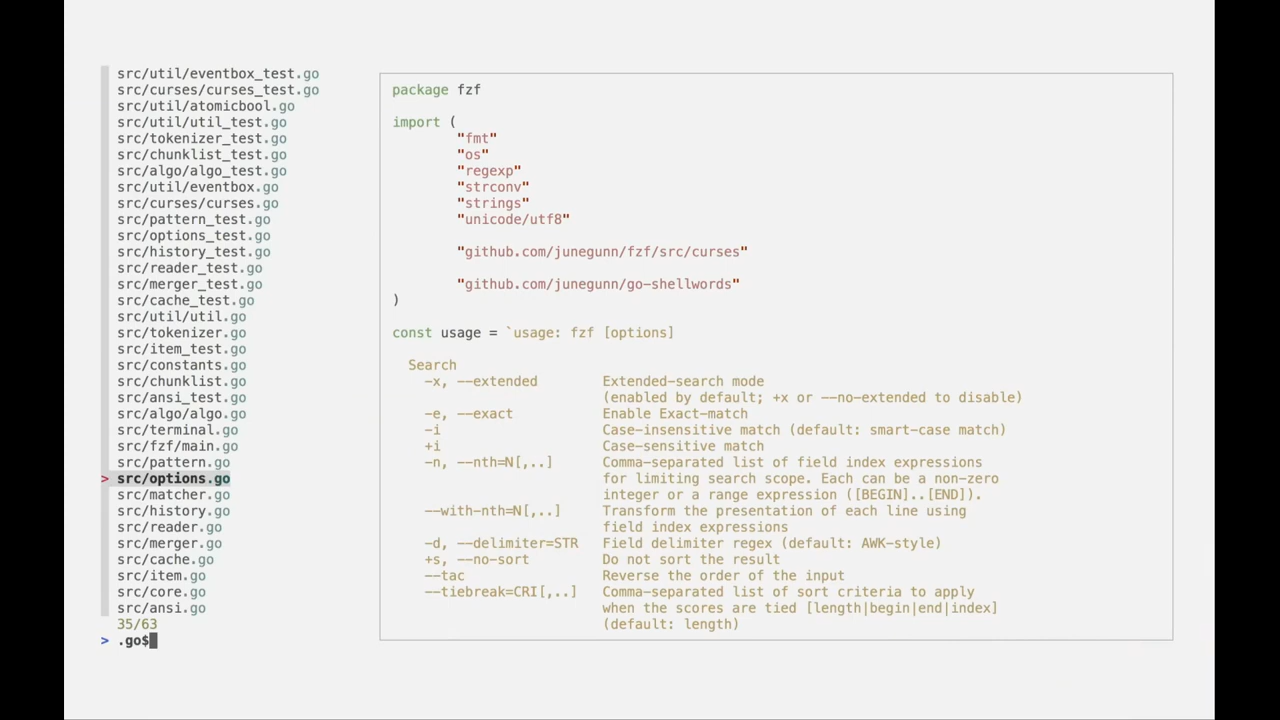 src/util/eventbox_test.go
src/curses/curses_test.go
src/util/atomicbool.go
src/util/util_test.go
src/tokenizer_test.go
src/chunklist_test.go
src/algo/algo_test.go
src/util/eventbox.go
src/curses/curses.go
src/pattern_test.go
src/options_test.go
src/history_test.go
src/reader_test.go
src/merger_test.go
src/cache_test.go
src/util/util.go
src/tokenizer.go
src/item_test.go
src/constants.go
src/chunklist.go
src/ansi_test.go
src/algo/algo.go
src/terminal.go
src/fzf/main.go
src/pattern.go
> src/options.go
src/matcher.go
src/history.go
src/reader.go
src/merger.go
src/cache.go
src/item.go
src/core.go
src/ansi.go
35/63
> .go$
package fzf
import (
"fmt"
"os"
"regexp"
"strconv"
"strings"
"unicode/utf8"
"github.com/junegunn/fzf/src/curses"
"github.com/junegunn/go-shellwords"
)
const usage = `usage: fzf [options]
Search
-x, --extended Extended-search mode
(enabled by default; +x or --no-extended to disable)
-e, --exact Enable Exact-match
-i Case-insensitive match (default: smart-case match)
+i Case-sensitive match
-n, --nth=N[,..] Comma-separated list of field index expressions
for limiting search scope. Each can be a non-zero
integer or a range expression ([BEGIN]..[END]).
--with-nth=N[,..] Transform the presentation of each line using
field index expressions
-d, --delimiter=STR Field delimiter regex (default: AWK-style)
+s, --no-sort Do not sort the result
--tac Reverse the order of the input
--tiebreak=CRI[,..] Comma-separated list of sort criteria to apply
when the scores are tied [length|begin|end|index]
(default: length)